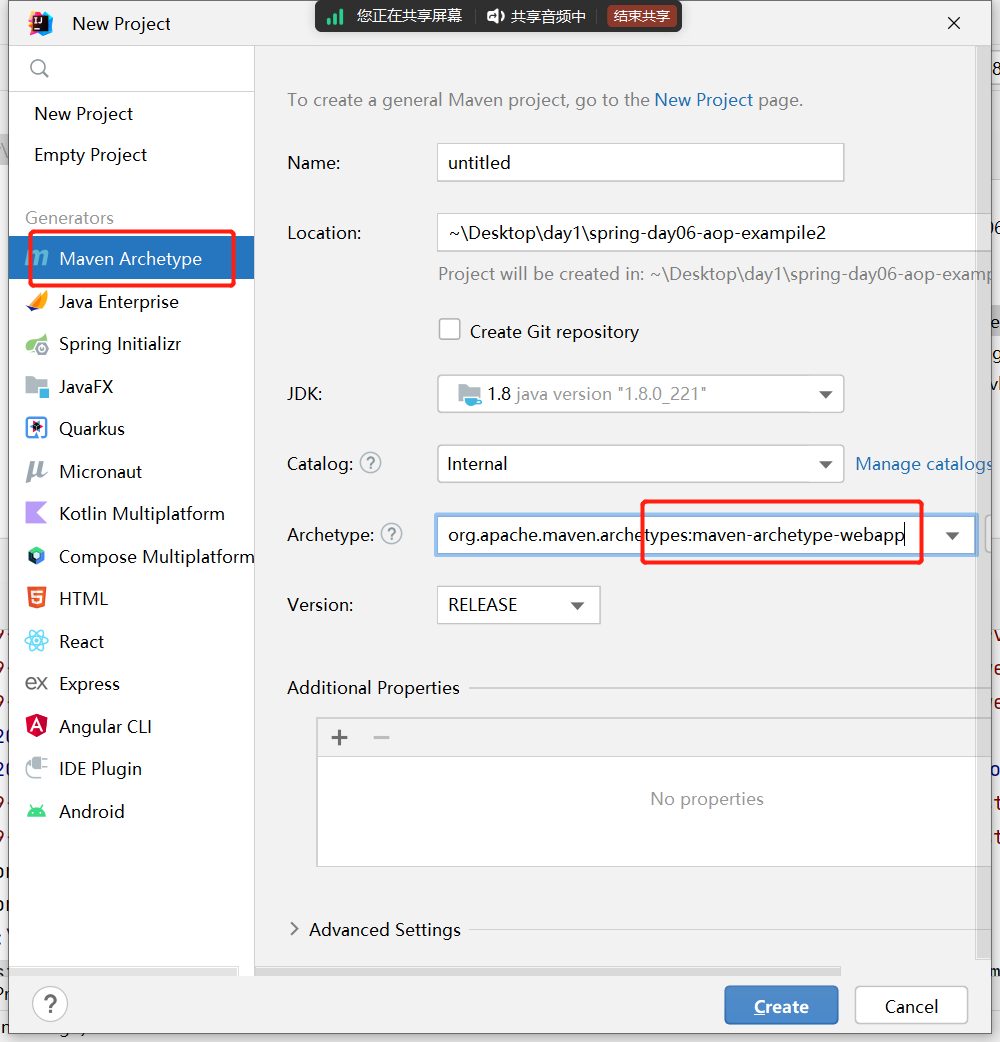 New Project
您正在共享屏幕 共享音频中 结束共享
New Project
Empty Project
Generators
Maven Archetype
Java Enterprise
Spring Initializr
JavaFX
Quarkus
Micronaut
Kotlin Multiplatform
Compose Multiplatform
HTML
React
ex Express
Angular CLI
IDE Plugin
Android
To create a general Maven project, go to the New Project page.
Name: untitled
Location: ~\Desktop\day1\spring-day06-aop-exampile2
Project will be created in: ~\Desktop\day1\spring-day06-aop-examp
Create Git repository
JDK: 1.8 java version "1.8.0_221"
Catalog: ? Internal Manage catalogs
Archetype: ? org.apache.maven.archetypes:maven-archetype-webapp
Version: RELEASE
Additional Properties
No properties
Advanced Settings
? Create Cancel